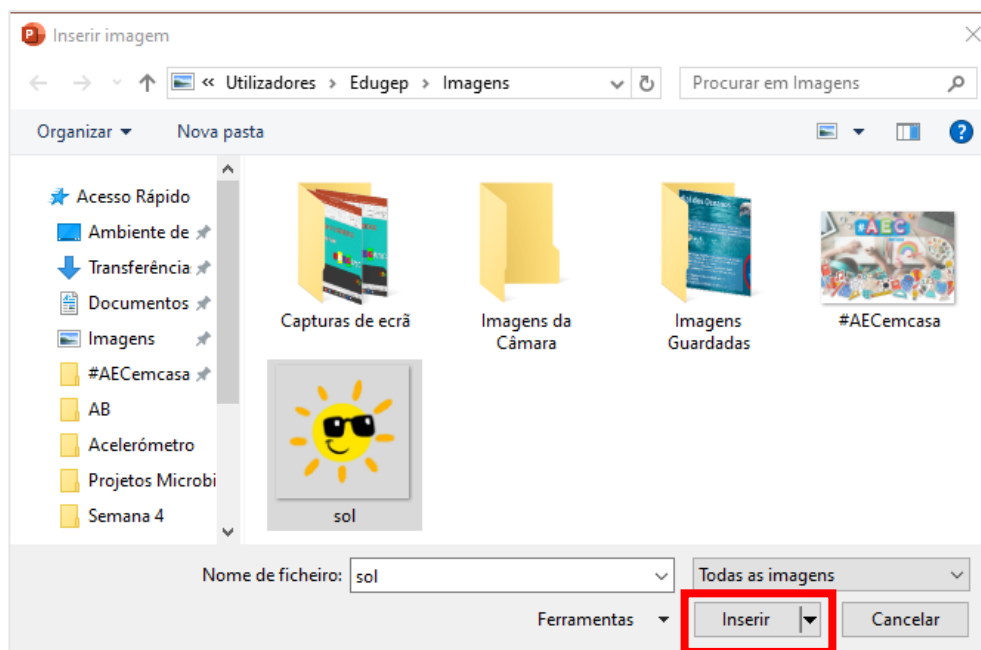 Inserir imagem
« Utilizadores › Edugep › Imagens
Procurar em Imagens
Organizar
Nova pasta
Acesso Rápido
Ambiente de
Transferência
Documentos
Imagens
#AECemcasa
AB
Acelerómetro
Projetos Microbi
Semana 4
Capturas de ecrã
Imagens da
Câmara
Imagens
Guardadas
#AEC
#AECemcasa
sol
Nome de ficheiro: sol
Todas as imagens
Ferramentas
Inserir
Cancelar